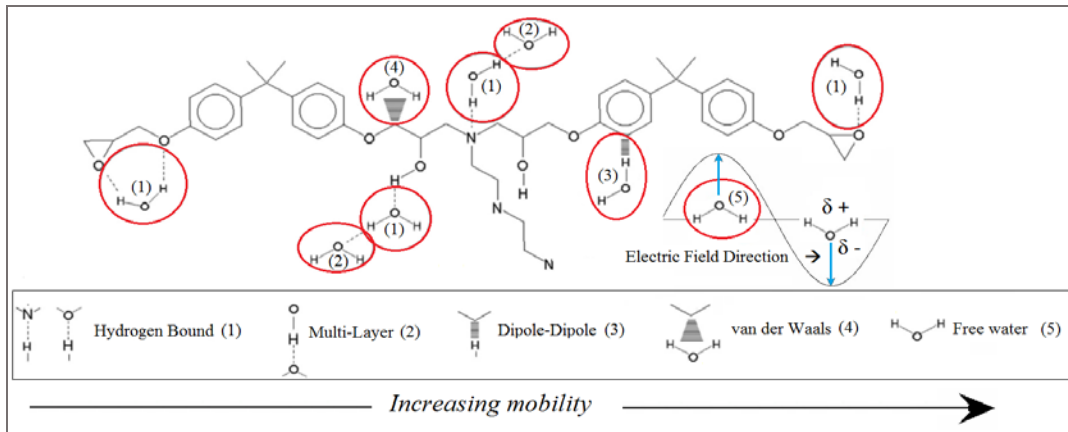 (2)
H H
O
(4)
O
H H
H
O (1)
H
H
O (1)
H
O O N O O O
O
H H
O
(1)
O
H
H
(3)
O
H
O
H
N
(5)
O
H H
δ +
H H
O
δ -
O
H H
(1)
H H
O
(2)
N
Electric Field Direction
N O
H H
Hydrogen Bound (1)
O
H
O
Multi-Layer (2)
H
Dipole-Dipole (3)
H H
O
van der Waals (4)
H H
O
Free water (5)
Increasing mobility